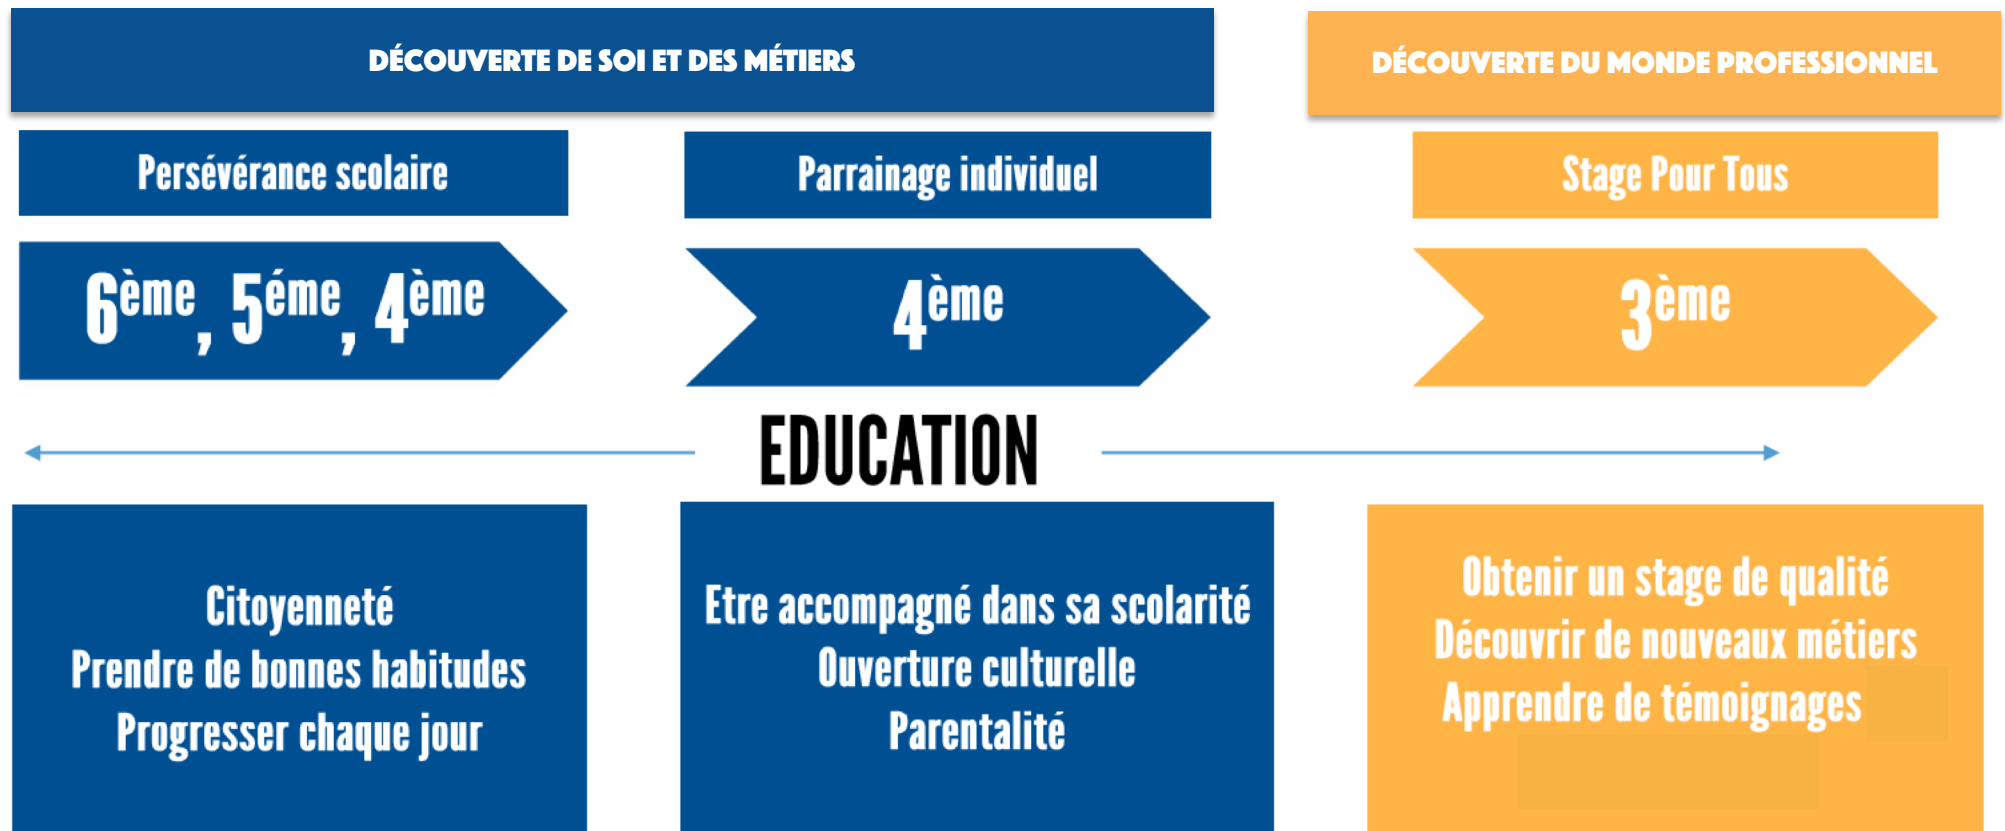 DÉCOUVERTE DE SOI ET DES MÉTIERS
DÉCOUVERTE DU MONDE PROFESSIONNEL
Persévérance scolaire
Parrainage individuel
Stage Pour Tous
6ème, 5éme, 4ème
4ème
3ème
EDUCATION
Citoyenneté
Prendre de bonnes habitudes
Progresser chaque jour
Etre accompagné dans sa scolarité
Ouverture culturelle
Parentalité
Obtenir un stage de qualité
Découvrir de nouveaux métiers
Apprendre de témoignages